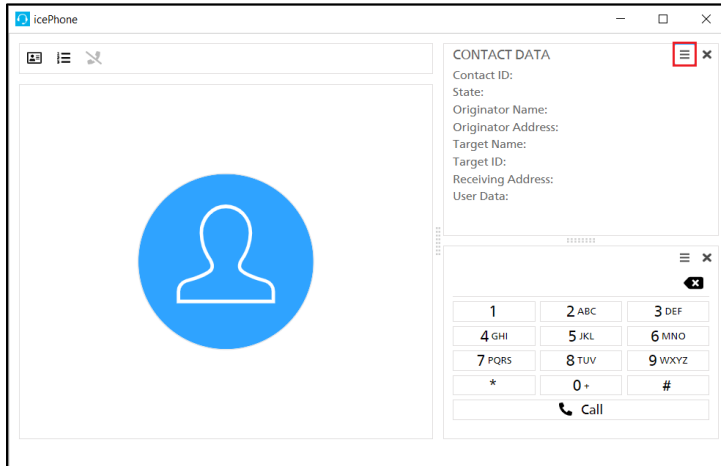 icePhone
CONTACT DATA
Contact ID:
State:
Originator Name:
Originator Address:
Target Name:
Target ID:
Receiving Address:
User Data:
1 2 ABC 3 DEF
4 GHI 5 JKL 6 MNO
7 PQRS 8 TUV 9 WXYZ
* 0 + #
Call